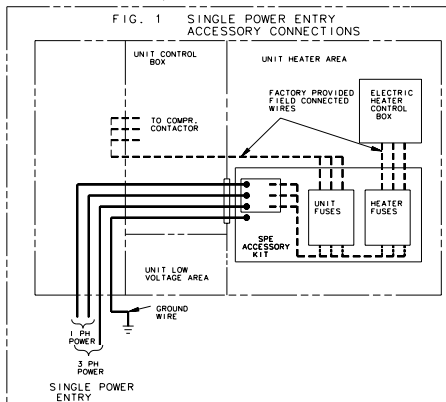 FIG. 1 SINGLE POWER ENTRY
ACCESSORY CONNECTIONS
UNIT CONTROL
BOX
UNIT HEATER AREA
FACTORY PROVIDED
FIELD CONNECTED
WIRES
ELECTRIC
HEATER
CONTROL
BOX
TO COMPR.
CONTACTOR
UNIT
FUSES
HEATER
FUSES
SPE
ACCESSORY
KIT
UNIT LOW
VOLTAGE AREA
GROUND
WIRE
1 PH
POWER
3 PH
POWER
SINGLE POWER
ENTRY